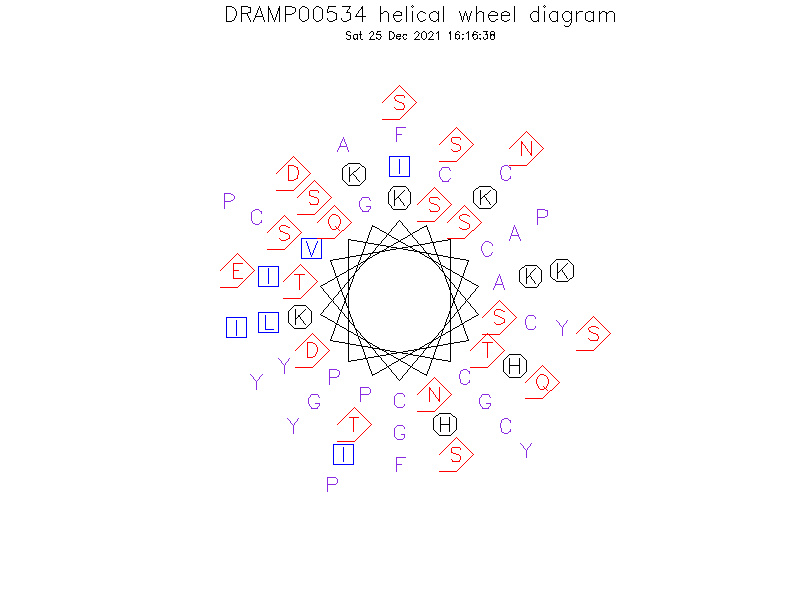 DRAMP00534 helical wheel diagram
Sat 25 Dec 2021 16:16:38
S
F
A S N
I
D K C C
P S K K
G S
C Q S P
S A
V C
E I T A K K
I L K S C Y S
D T
Y H
Y P C Q
G P C N G
Y T G H C
I F S Y
P